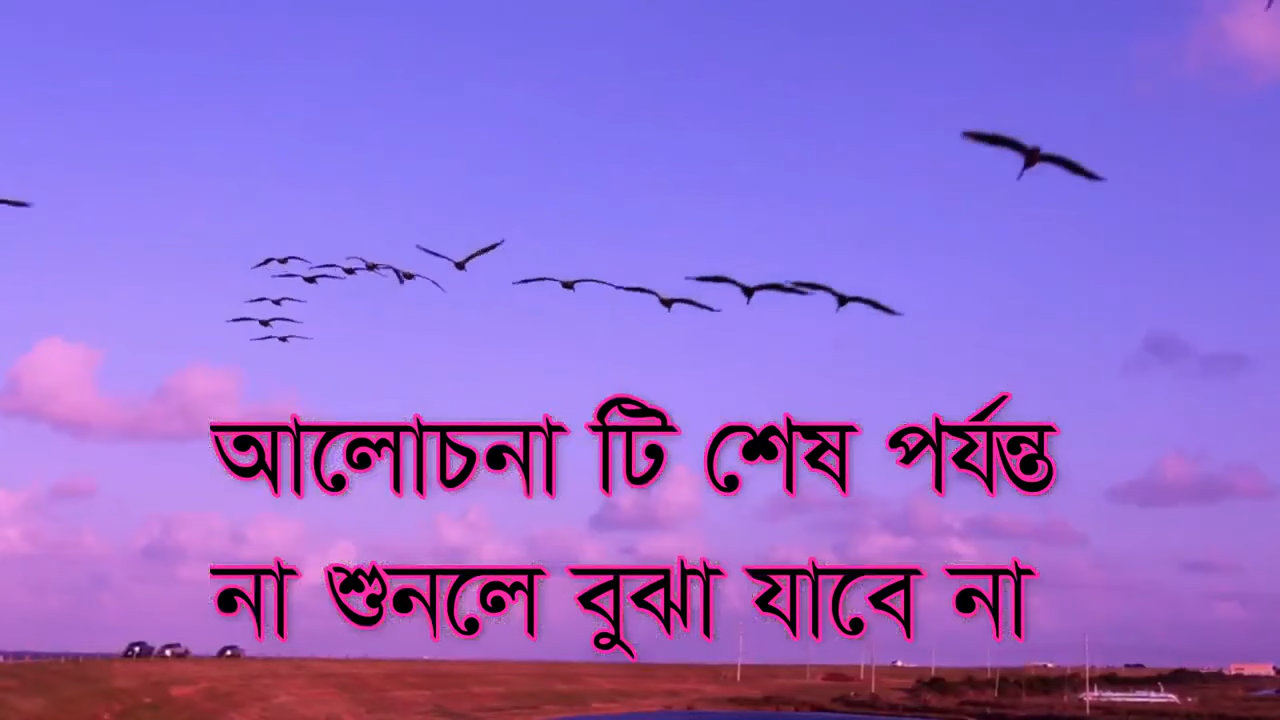 আলোচনা টি শেষ পর্যন্ত
না শুনলে বুঝা যাবে না